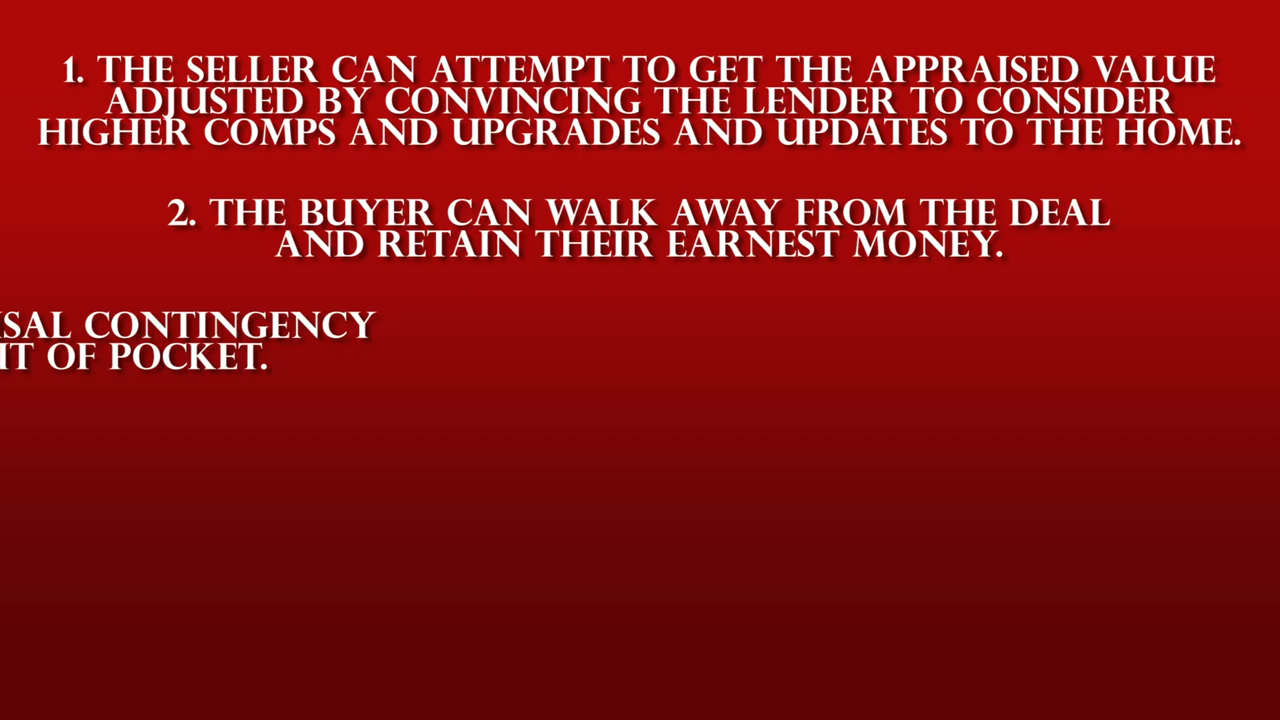 1. THE SELLER CAN ATTEMPT TO GET THE APPRAISED VALUE
ADJUSTED BY CONVINCING THE LENDER TO CONSIDER
HIGHER COMPS AND UPGRADES AND UPDATES TO THE HOME.
2. THE BUYER CAN WALK AWAY FROM THE DEAL
AND RETAIN THEIR EARNEST MONEY.
CONTINGENCY
OF POCKET.